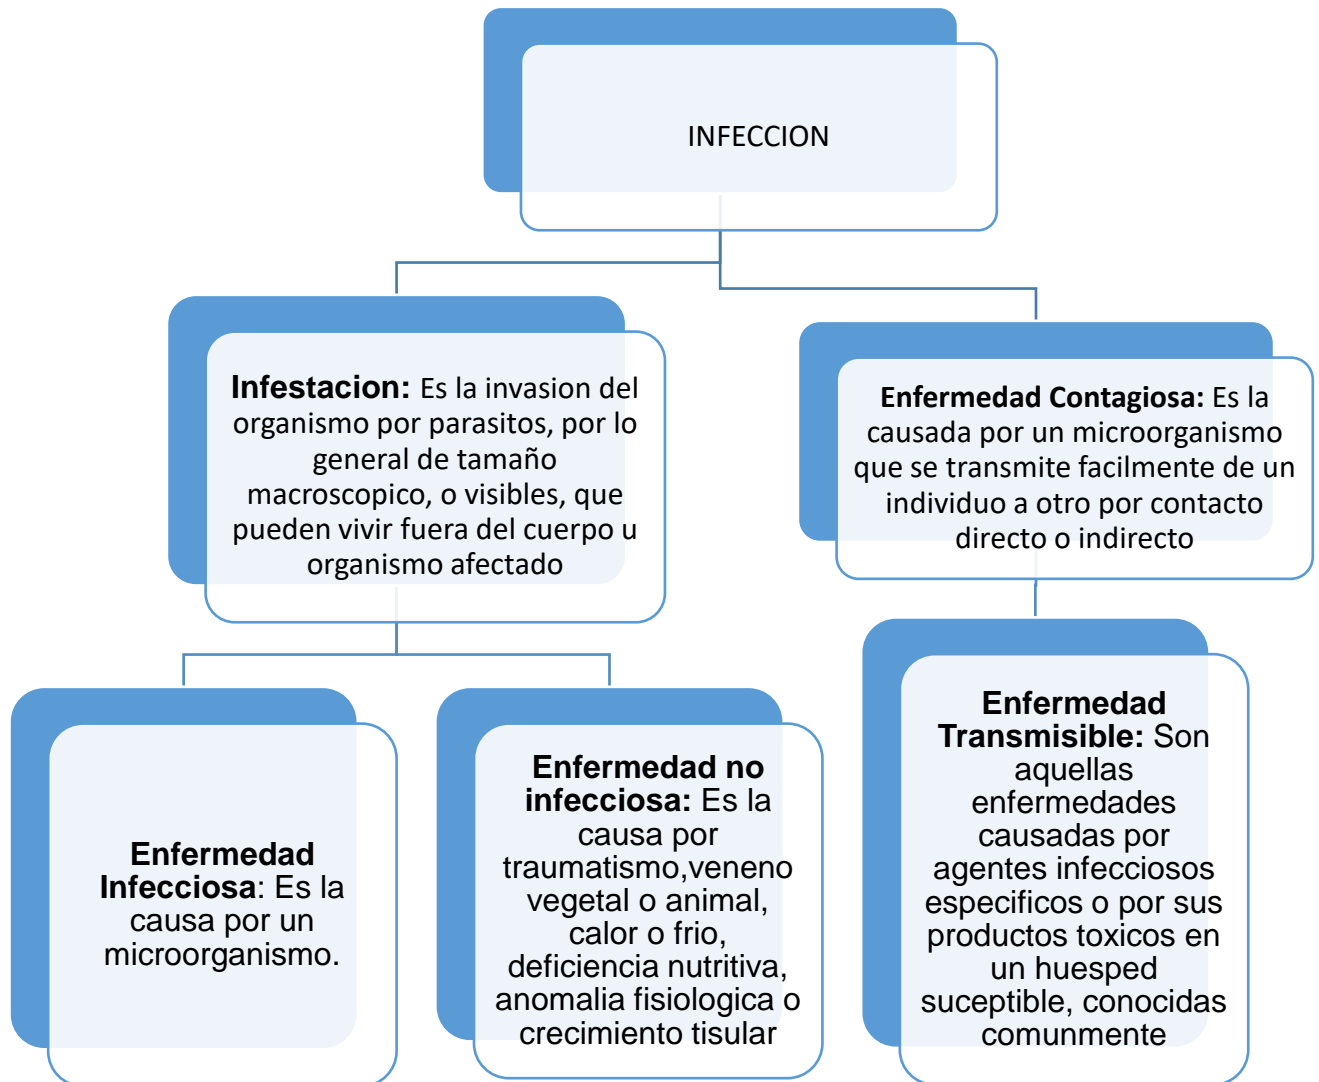 INFECCION
Infestacion: Es la invasion del
organismo por parasitos, por lo
general de tamaño
macroscopico, o visibles, que
pueden vivir fuera del cuerpo u
organismo afectado
Enfermedad Contagiosa: Es la
causada por un microorganismo
que se transmite facilmente de un
individuo a otro por contacto
directo o indirecto
Enfermedad
Infecciosa: Es la
causa por un
microorganismo.
Enfermedad no
infecciosa: Es la
causa por
traumatismo,veneno
vegetal o animal,
calor o frio,
deficiencia nutritiva,
anomalia fisiologica o
crecimiento tisular
Enfermedad
Transmisible: Son
aquellas
enfermedades
causadas por
agentes infecciosos
especificos o por sus
productos toxicos en
un huesped
suceptible, conocidas
comunmente